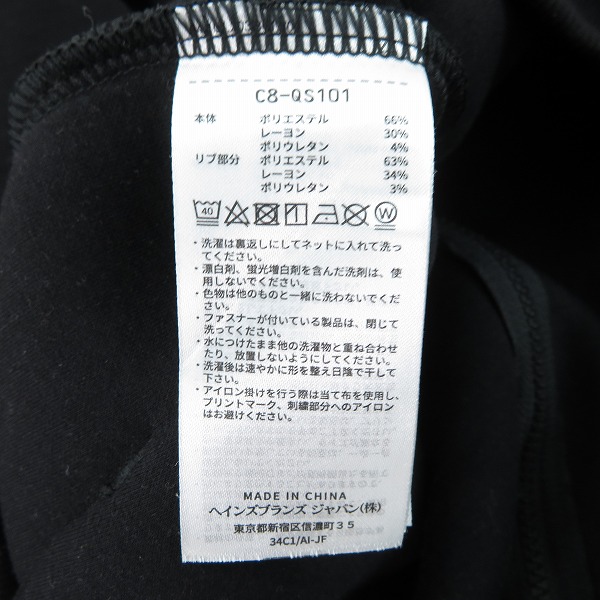 C8-QS101
本体 ポリエステル 66%
レーヨン 30%
ポリウレタン 4%
リブ部分 ポリエステル 63%
レーヨン 34%
ポリウレタン 3%
40 W
・洗濯は裏返しにしてネットに入れて洗っ
てください。
・漂白剤、蛍光増白剤を含んだ洗剤は、使
用しないでください。
・色物は他のものと一緒に洗わないでくだ
さい。
・ファスナーが付いている製品は、閉じて
洗ってください。
・水につけたまま他の洗濯物と重ね合わせ
たり、放置しないようにしてください。
・洗濯後は速やかに形を整え日陰で干して
下さい。
・アイロン掛けを行う際は当て布を使用し、
プリントマーク、刺繍部分へのアイロン
はお避けください。
MADE IN CHINA
ヘインズブランズ ジャパン(株)
東京都新宿区信濃町35
34C1/AI-JF